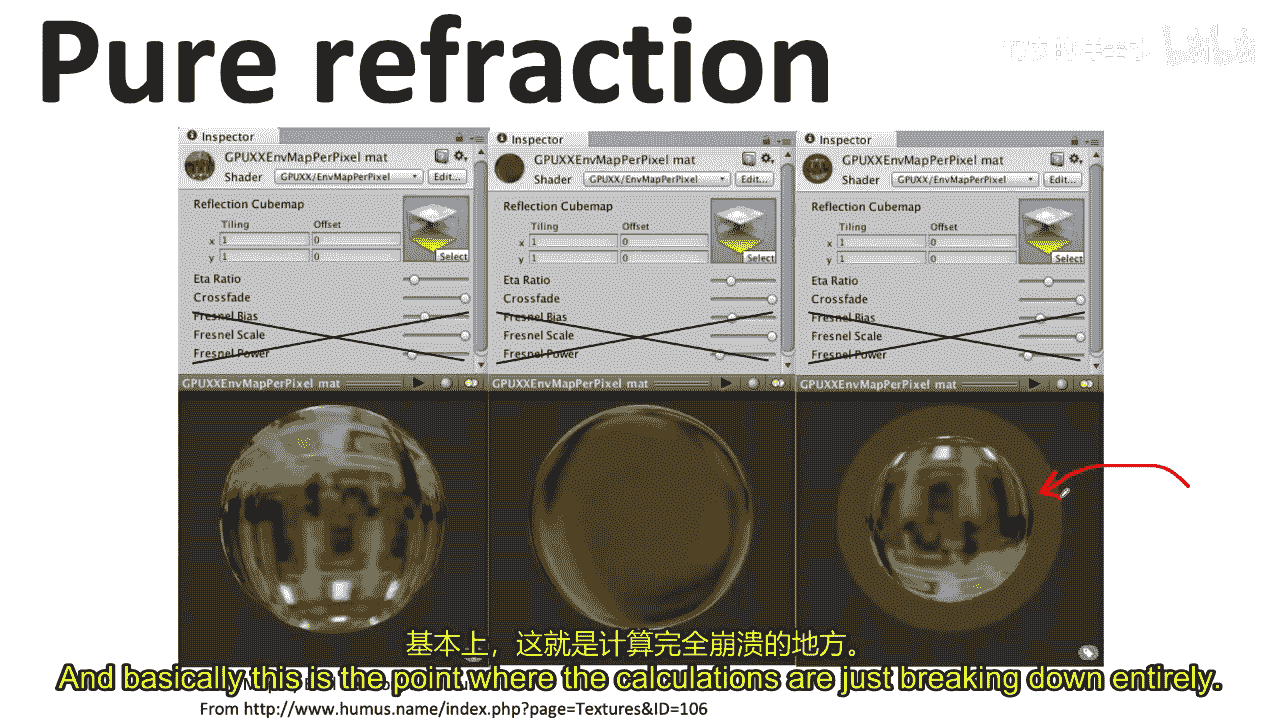 Pure refraction
Inspector
GPUXXEnvMapPerPixel mat
Shader
GPUXX/EnvMapPerPixel
Edit...
Reflection Cubemap
Tiling Offset
x 1 0
y 1 0
Select
Eta Ratio
Crossfade
Fresnel Bias
Fresnel Scale
Fresnel Power
GPUXXEnvMapPerPixel mat
Inspector
GPUXXEnvMapPerPixel mat
Shader
GPUXX/EnvMapPerPixel
Edit...
Reflection Cubemap
Tiling Offset
x 1 0
y 1 0
Select
Eta Ratio
Crossfade
Fresnel Bias
Fresnel Scale
Fresnel Power
GPUXXEnvMapPerPixel mat
Inspector
GPUXXEnvMapPerPixel mat
Shader
GPUXX/EnvMapPerPixel
Edit...
Reflection Cubemap
Tiling Offset
x 1 0
y 1 0
Select
Eta Ratio
Crossfade
Fresnel Bias
Fresnel Scale
Fresnel Power
GPUXXEnvMapPerPixel mat
基本上，这就是计算完全崩溃的地方。
And basically this is the point where the calculations are just breaking down entirely.
From http://www.humus.name/index.php?page=Textures&ID=106